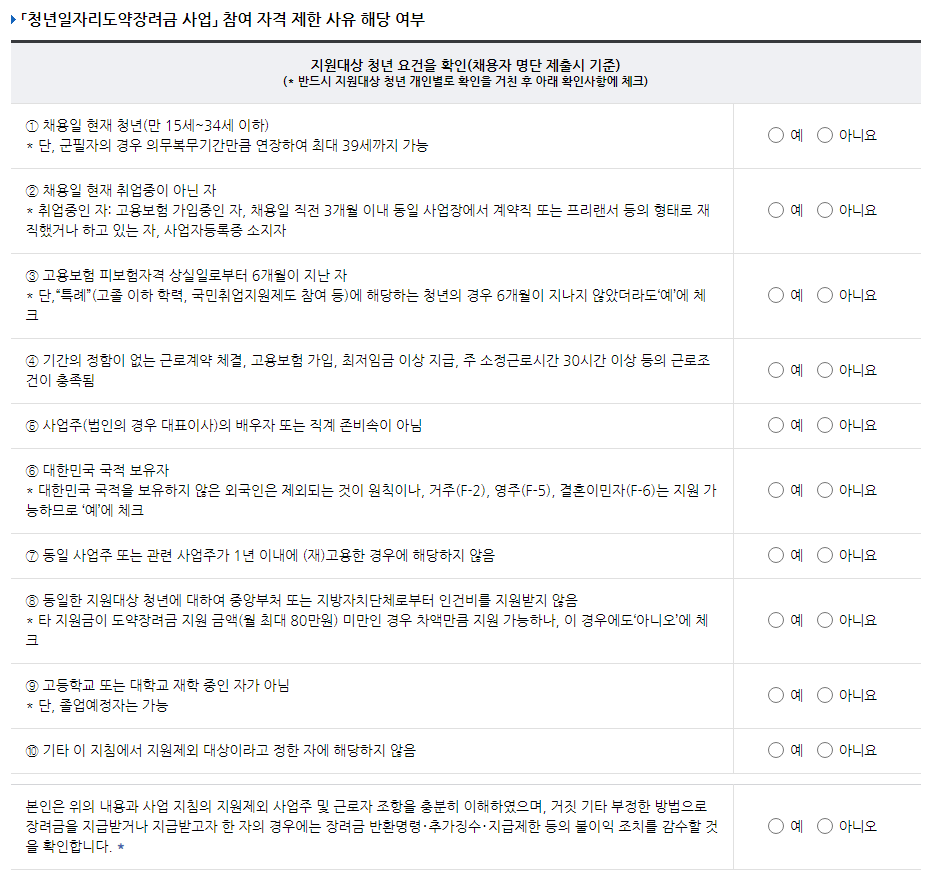 「청년일자리도약장려금 사업」 참여 자격 제한 사유 해당 여부
지원대상 청년 요건을 확인(채용자 명단 제출시 기준)
(* 반드시 지원대상 청년 개인별로 확인을 거친 후 아래 확인사항에 체크)
① 채용일 현재 청년(만 15세~34세 이하)
* 단, 군필자의 경우 의무복무기간만큼 연장하여 최대 39세까지 가능
예 아니요
② 채용일 현재 취업중이 아닌 자
* 취업중인 자: 고용보험 가입중인 자, 채용일 직전 3개월 이내 동일 사업장에서 계약직 또는 프리랜서 등의 형태로 재
직했거나 하고 있는 자, 사업자등록증 소지자
예 아니요
③ 고용보험 피보험자격 상실일로부터 6개월이 지난 자
* 단,“특례”(고졸 이하 학력, 국민취업지원제도 참여 등)에 해당하는 청년의 경우 6개월이 지나지 않았더라도‘예’에 체
크
예 아니요
④ 기간의 정함이 없는 근로계약 체결, 고용보험 가입, 최저임금 이상 지급, 주 소정근로시간 30시간 이상 등의 근로조
건이 충족됨
예 아니요
⑤ 사업주(법인의 경우 대표이사)의 배우자 또는 직계 존비속이 아님
예 아니요
⑥ 대한민국 국적 보유자
* 대한민국 국적을 보유하지 않은 외국인은 제외되는 것이 원칙이나, 거주(F-2), 영주(F-5), 결혼이민자(F-6)는 지원 가
능하므로 ‘예’에 체크
예 아니요
⑦ 동일 사업주 또는 관련 사업주가 1년 이내에 (재)고용한 경우에 해당하지 않음
예 아니요
⑧ 동일한 지원대상 청년에 대하여 중앙부처 또는 지방자치단체로부터 인건비를 지원받지 않음
* 타 지원금이 도약장려금 지원 금액(월 최대 80만원) 미만인 경우 차액만큼 지원 가능하나, 이 경우에도‘아니오’에 체
크
예 아니요
⑨ 고등학교 또는 대학교 재학 중인 자가 아님
* 단, 졸업예정자는 가능
예 아니요
⑩ 기타 이 지침에서 지원제외 대상이라고 정한 자에 해당하지 않음
예 아니요
본인은 위의 내용과 사업 지침의 지원제외 사업주 및 근로자 조항을 충분히 이해하였으며, 거짓 기타 부정한 방법으로
장려금을 지급받거나 지급받고자 한 자의 경우에는 장려금 반환명령·추가징수·지급제한 등의 불이익 조치를 감수할 것
을 확인합니다. *
예 아니오